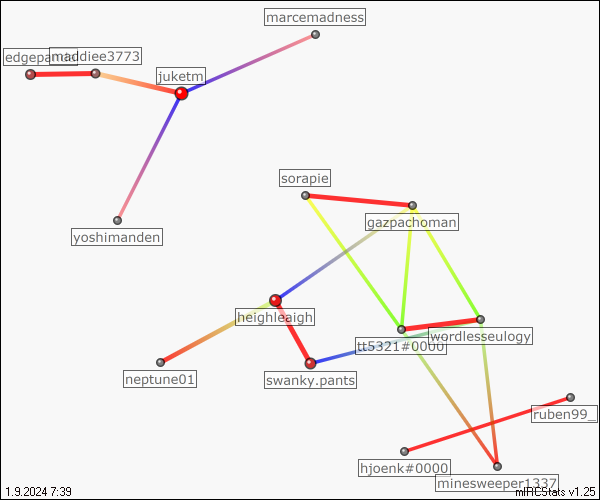 marcemadness
edgepanda
maddiee3773
juketm
sorapie
gazpachoman
yoshimanden
heighleaigh
wordlesseulogy
tt5321#0000
neptune01
swanky.pants
ruben99_
hjoenk#0000
minesweeper1337
1.9.2024 7:39
mIRCStats v1.25